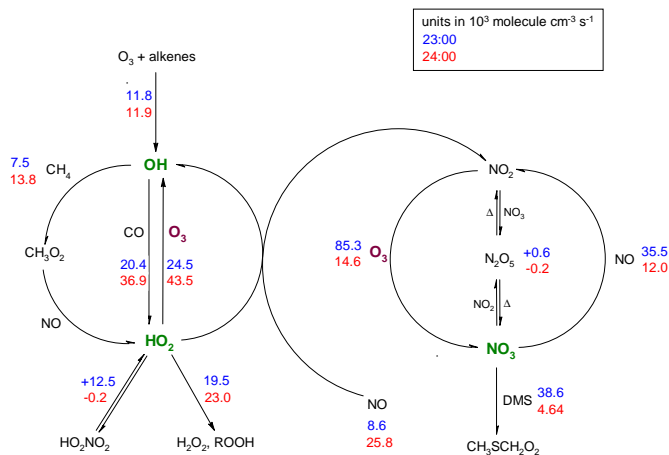 units in 10³ molecule cm⁻³ s⁻¹
23:00
24:00
O₃ + alkenes
11.8
11.9
7.5
13.8
CH₄
OH
NO₂
Δ
NO₃
CH₃O₂
CO
O₃
20.4
36.9
24.5
43.5
85.3
14.6
O₃
N₂O₅
+0.6
-0.2
NO
35.5
12.0
NO₂
Δ
NO
HO₂
NO₃
+12.5
-0.2
19.5
23.0
NO
8.6
25.8
DMS
38.6
4.64
HO₂NO₂
H₂O₂, ROOH
CH₃SCH₂O₂